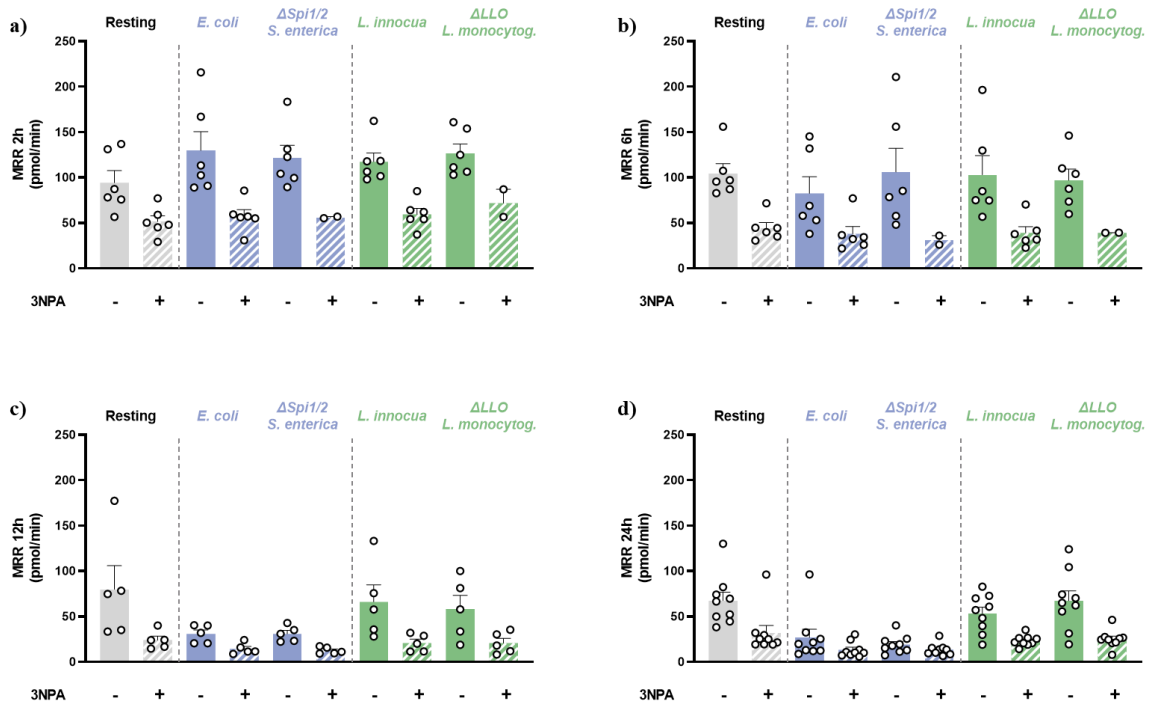 a)
Resting
E. coli
ΔSpi1/2
S. enterica
L. innocua
ΔLLO
L. monocytog.
MRR 2h
(pmol/min)
250
200
150
100
50
0
3NPA - + - + - + - + - +
b)
Resting
E. coli
ΔSpi1/2
S. enterica
L. innocua
ΔLLO
L. monocytog.
MRR 6h
(pmol/min)
250
200
150
100
50
0
3NPA - + - + - + - + - +
c)
Resting
E. coli
ΔSpi1/2
S. enterica
L. innocua
ΔLLO
L. monocytog.
MRR 12h
(pmol/min)
250
200
150
100
50
0
3NPA - + - + - + - + - +
d)
Resting
E. coli
ΔSpi1/2
S. enterica
L. innocua
ΔLLO
L. monocytog.
MRR 24h
(pmol/min)
250
200
150
100
50
0
3NPA - + - + - + - + - +